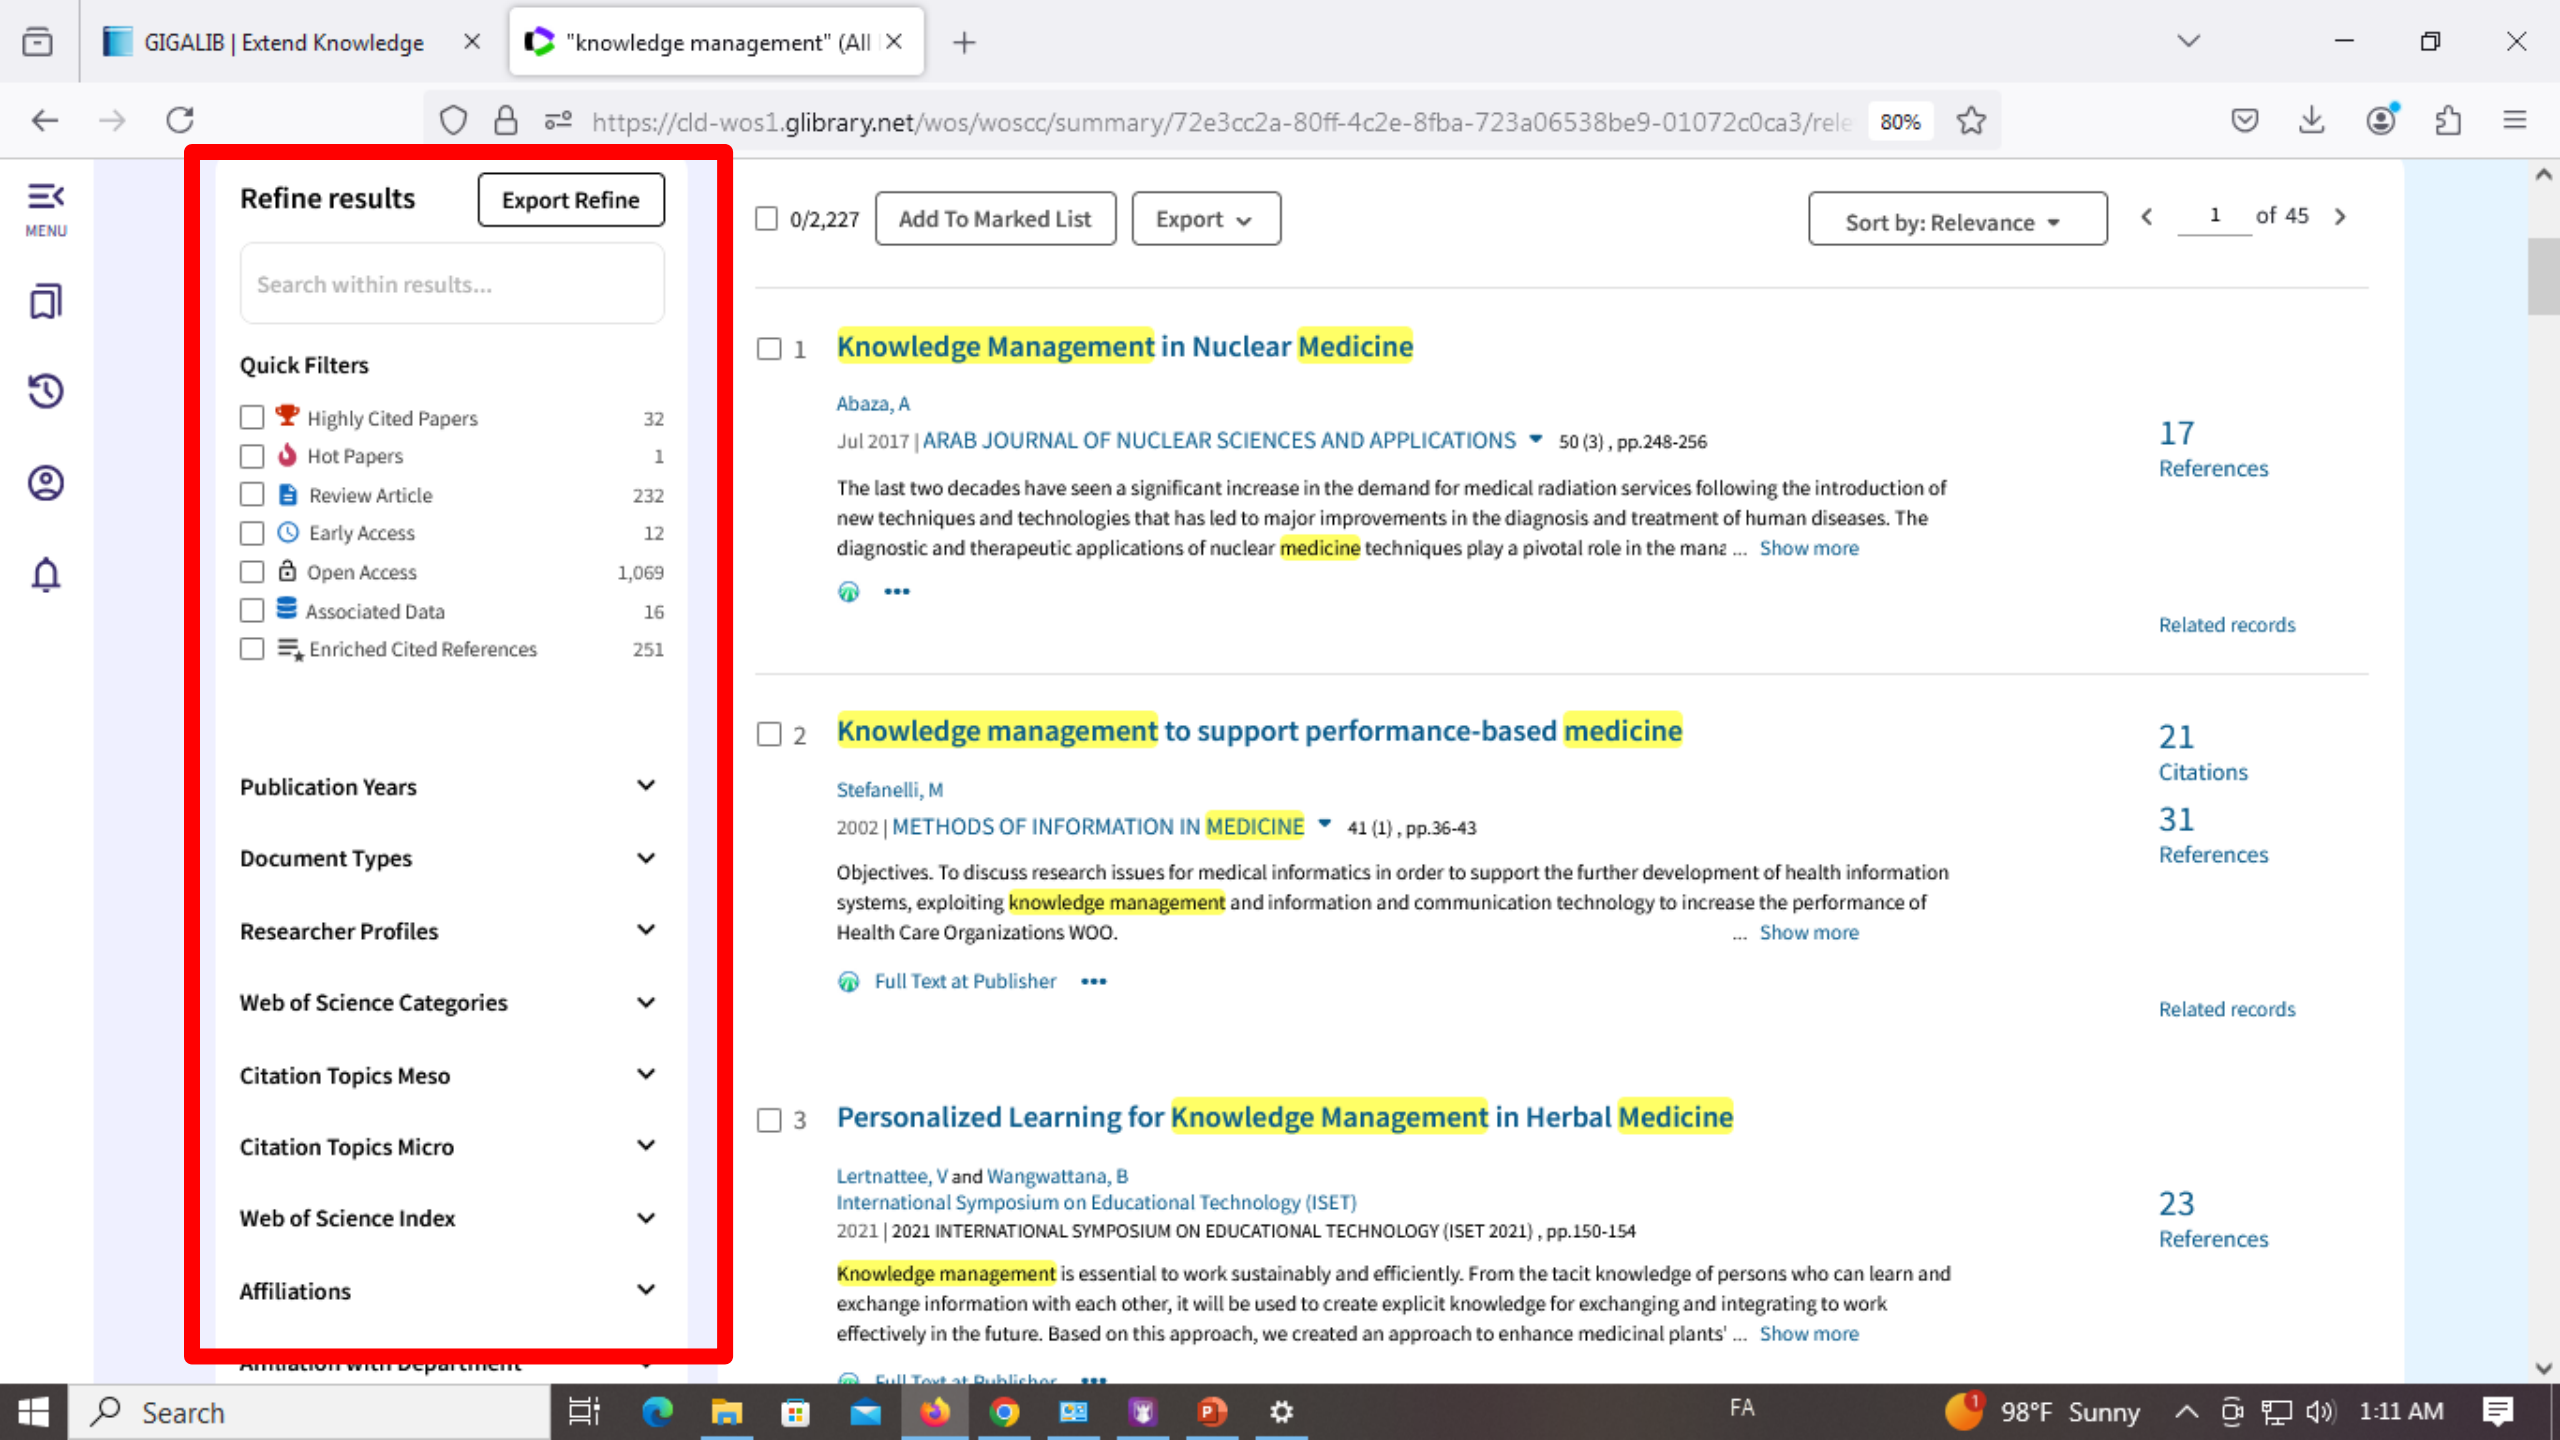 GIGALIB | Extend Knowledge
"knowledge management" (All
https://cld-wos1.glibrary.net/wos/woscc/summary/72e3cc2a-80ff-4c2e-8fba-723a06538be9-01072c0ca3/rele
80%
MENU
Refine results
Export Refine
Search within results...
Quick Filters
Highly Cited Papers 32
Hot Papers 1
Review Article 232
Early Access 12
Open Access 1,069
Associated Data 16
Enriched Cited References 251
Publication Years
Document Types
Researcher Profiles
Web of Science Categories
Citation Topics Meso
Citation Topics Micro
Web of Science Index
Affiliations
Affiliation with Department
0/2,227 Add To Marked List Export
Sort by: Relevance 1 of 45
1 Knowledge Management in Nuclear Medicine
Abaza, A
Jul 2017 | ARAB JOURNAL OF NUCLEAR SCIENCES AND APPLICATIONS 50 (3) , pp.248-256
The last two decades have seen a significant increase in the demand for medical radiation services following the introduction of
new techniques and technologies that has led to major improvements in the diagnosis and treatment of human diseases. The
diagnostic and therapeutic applications of nuclear medicine techniques play a pivotal role in the mana ... Show more
17
References
Related records
2 Knowledge management to support performance-based medicine
Stefanelli, M
2002 | METHODS OF INFORMATION IN MEDICINE 41 (1) , pp.36-43
Objectives. To discuss research issues for medical informatics in order to support the further development of health information
systems, exploiting knowledge management and information and communication technology to increase the performance of
Health Care Organizations WOO. ... Show more
Full Text at Publisher
21
Citations
31
References
Related records
3 Personalized Learning for Knowledge Management in Herbal Medicine
Lertnattee, V and Wangwattana, B
International Symposium on Educational Technology (ISET)
2021 | 2021 INTERNATIONAL SYMPOSIUM ON EDUCATIONAL TECHNOLOGY (ISET 2021) , pp.150-154
Knowledge management is essential to work sustainably and efficiently. From the tacit knowledge of persons who can learn and
exchange information with each other, it will be used to create explicit knowledge for exchanging and integrating to work
effectively in the future. Based on this approach, we created an approach to enhance medicinal plants' ... Show more
Full Text at Publisher
23
References
Search
FA
1
98°F Sunny
1:11 AM